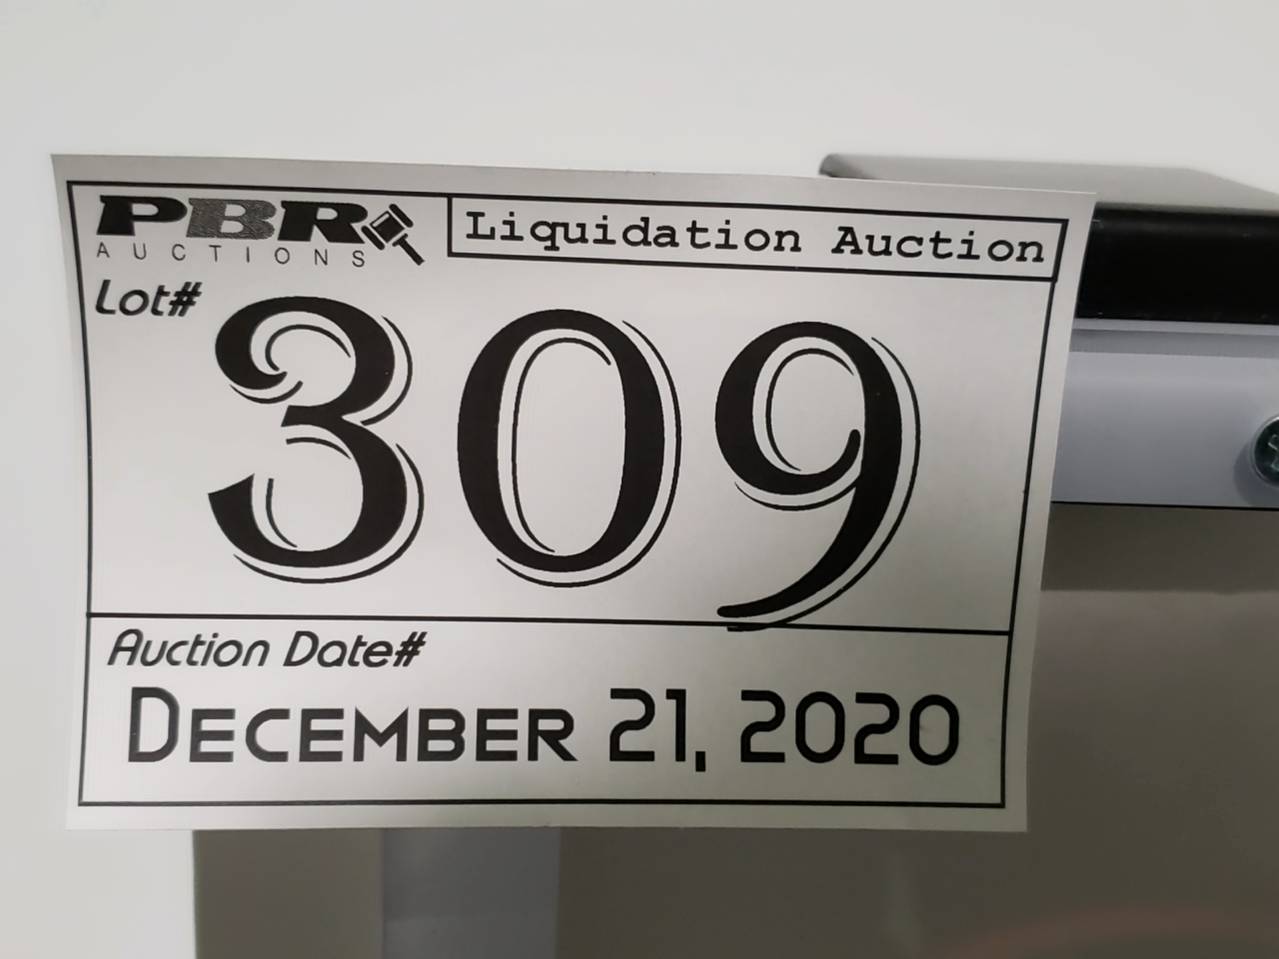 PBR
AUCTIONS
Liquidation Auction
Lot#
309
Auction Date#
DECEMBER 21, 2020